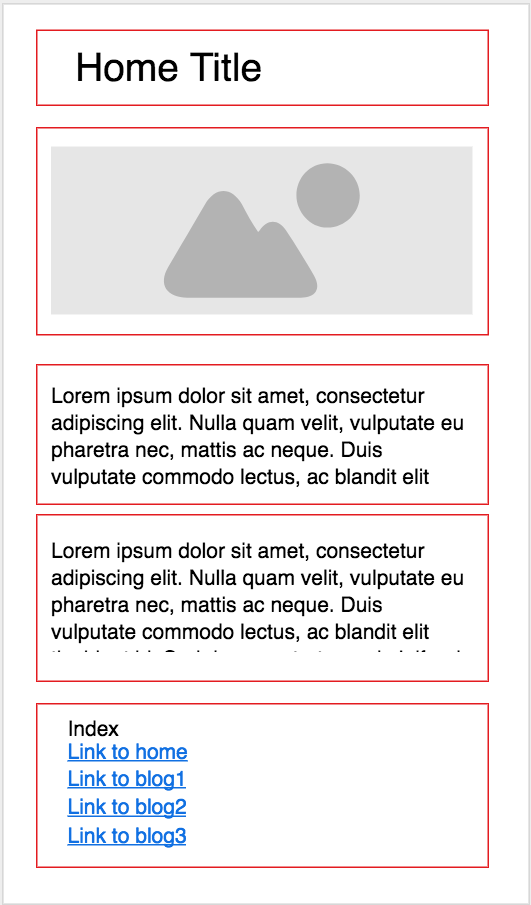 Home Title
Lorem ipsum dolor sit amet, consectetur
adipiscing elit. Nulla quam velit, vulputate eu
pharetra nec, mattis ac neque. Duis
vulputate commodo lectus, ac blandit elit
Lorem ipsum dolor sit amet, consectetur
adipiscing elit. Nulla quam velit, vulputate eu
pharetra nec, mattis ac neque. Duis
vulputate commodo lectus, ac blandit elit
Index
Link to home
Link to blog1
Link to blog2
Link to blog3